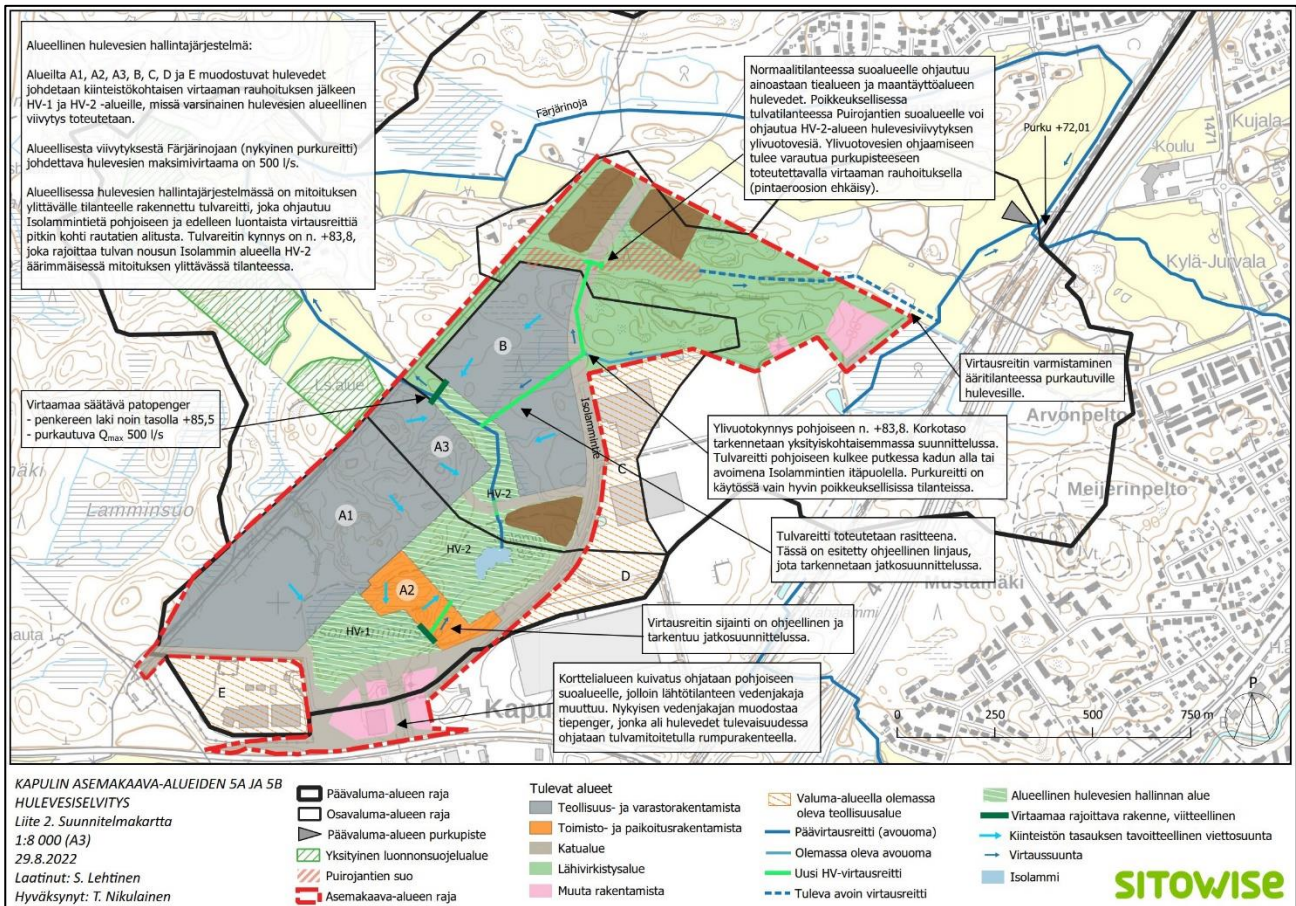 Alueellinen hulevesien hallintajärjestelmä:
Alueilta A1, A2, A3, B, C, D ja E muodostuvat hulevedet
johdetaan kiinteistökohtaisen virtaaman rauhoituksen jälkeen
HV-1 ja HV-2 -alueille, missä varsinainen hulevesien alueellinen
viivytys toteutetaan.
Alueellisesta viivytyksestä Färjärinojaan (nykyinen purkureitti)
johdettava hulevesien maksimivirtaama on 500 l/s.
Alueellisessa hulevesien hallintajärjestelmässä on mitoituksen
ylittävälle tilanteelle rakennettu tulvareitti, joka ohjautuu
Isolammintietä pohjoiseen ja edelleen luontaista virtausreittiä
pitkin kohti rautatien alitusta. Tulvareitin kynnys on n. +83,8,
joka rajoittaa tulvan nousun Isolammin alueella HV-2
äärimmäisessä mitoituksen ylittävässä tilanteessa.
Färjärinoja
Normaalitilanteessa suoalueelle ohjautuu
ainoastaan tiealueen ja maantäyttöalueen
hulevedet. Poikkeuksellisessa
tulvatilanteessa Puirojantien suoalueelle voi
ohjautua HV-2-alueen hulevesiviivytyksen
ylivuotovesiä. Ylivuotovesien ohjaamiseen
tulee varautua purkupisteeseen
toteutettavalla virtaaman rauhoituksella
(pintaeroosion ehkäisy).
Purku +72,01
Koulu
1471
Kujala
Kylä-Jurvala
Virtausreitin varmistaminen
ääritilanteessa purkautuville
hulevesille.
Arvonpelto
Ls.alue
Virtaamaa säätävä patopenger
- penkereen laki noin tasolla +85,5
- purkautuva Qmax 500 l/s
B
Isolammintie
Ylivuotokynnys pohjoiseen n. +83,8. Korkotaso
tarkennetaan yksityiskohtaisemmassa suunnittelussa.
Tulvareitti pohjoiseen kulkee putkessa kadun alla tai
avoimena Isolammintien itäpuolella. Purkureitti on
käytössä vain hyvin poikkeuksellisissa tilanteissa.
A3
C
HV-2
Meijerinpelto
Lamminsuo
A1
Tulvareitti toteutetaan rasitteena.
Tässä on esitetty ohjeellinen linjaus,
jota tarkennetaan jatkosuunnittelussa.
HV-2
D
Mustamäki
A2
HV-1
Virtausreitin sijainti on ohjeellinen ja
tarkentuu jatkosuunnittelussa.
E
Korttelialueen kuivatus ohjataan pohjoiseen
suoalueelle, jolloin lähtötilanteen vedenjakaja
muuttuu. Nykyisen vedenjakajan muodostaa
tiepenger, jonka ali hulevedet tulevaisuudessa
ohjataan tulvamitoitetulla rumpurakenteella.
Kapu
P
0 250 500 750 m
KAPULIN ASEMAKAAVA-ALUEIDEN 5A JA 5B
HULEVESISELVITYS
Liite 2. Suunnitelmakartta
1:8 000 (A3)
29.8.2022
Laatinut: S. Lehtinen
Hyväksynyt: T. Nikulainen
Päävaluma-alueen raja
Osavaluma-alueen raja
Päävaluma-alueen purkupiste
Yksityinen luonnonsuojelualue
Puirojantien suo
Asemakaava-alueen raja
Tulevat alueet
Teollisuus- ja varastorakentamista
Toimisto- ja paikoitusrakentamista
Katualue
Lähivirkistysalue
Muuta rakentamista
Valuma-alueella olemassa
oleva teollisuusalue
Päävirtausreitti (avouoma)
Olemassa oleva avouoma
Uusi HV-virtausreitti
Tuleva avoin virtausreitti
Alueellinen hulevesien hallinnan alue
Virtaamaa rajoittava rakenne, viitteellinen
Kiinteistön tasauksen tavoitteellinen viettosuunta
Virtaussuunta
Isolammi
SITOWISE